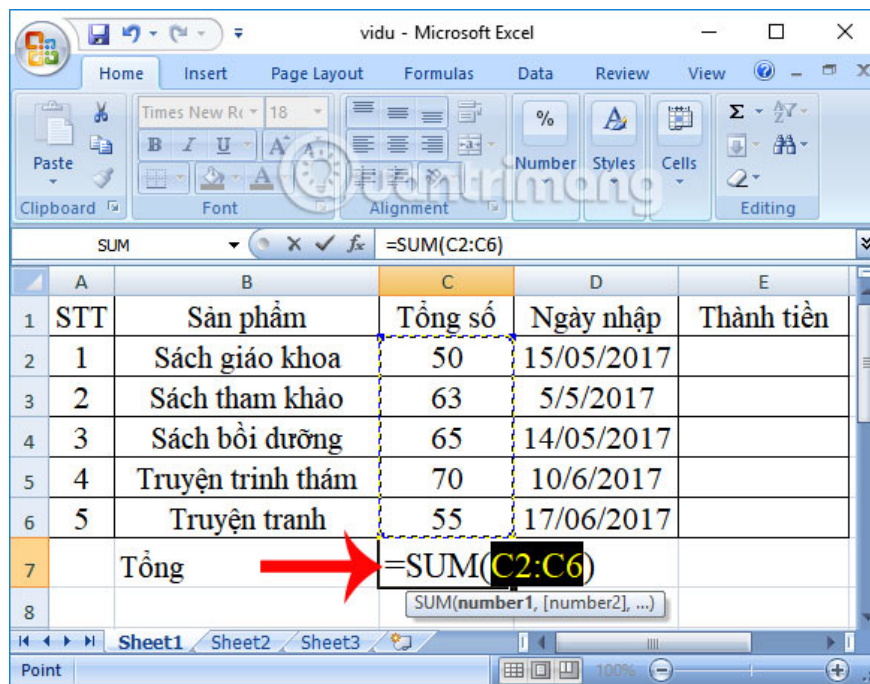 vidu - Microsoft Excel
Home Insert Page Layout Formulas Data Review View
Times New Ro 18
B I U A A
Paste
% Number
Styles
Cells
Σ
Clipboard Font Alignment Editing
Quantrimang
SUM fx =SUM(C2:C6)
A B C D E
1 STT Sản phẩm Tổng số Ngày nhập Thành tiền
2 1 Sách giáo khoa 50 15/05/2017
3 2 Sách tham khảo 63 5/5/2017
4 3 Sách bồi dưỡng 65 14/05/2017
5 4 Truyện trinh thám 70 10/6/2017
6 5 Truyện tranh 55 17/06/2017
7 Tổng =SUM(C2:C6)
SUM(number1, [number2], ...)
8
Sheet1 Sheet2 Sheet3
Point 100%